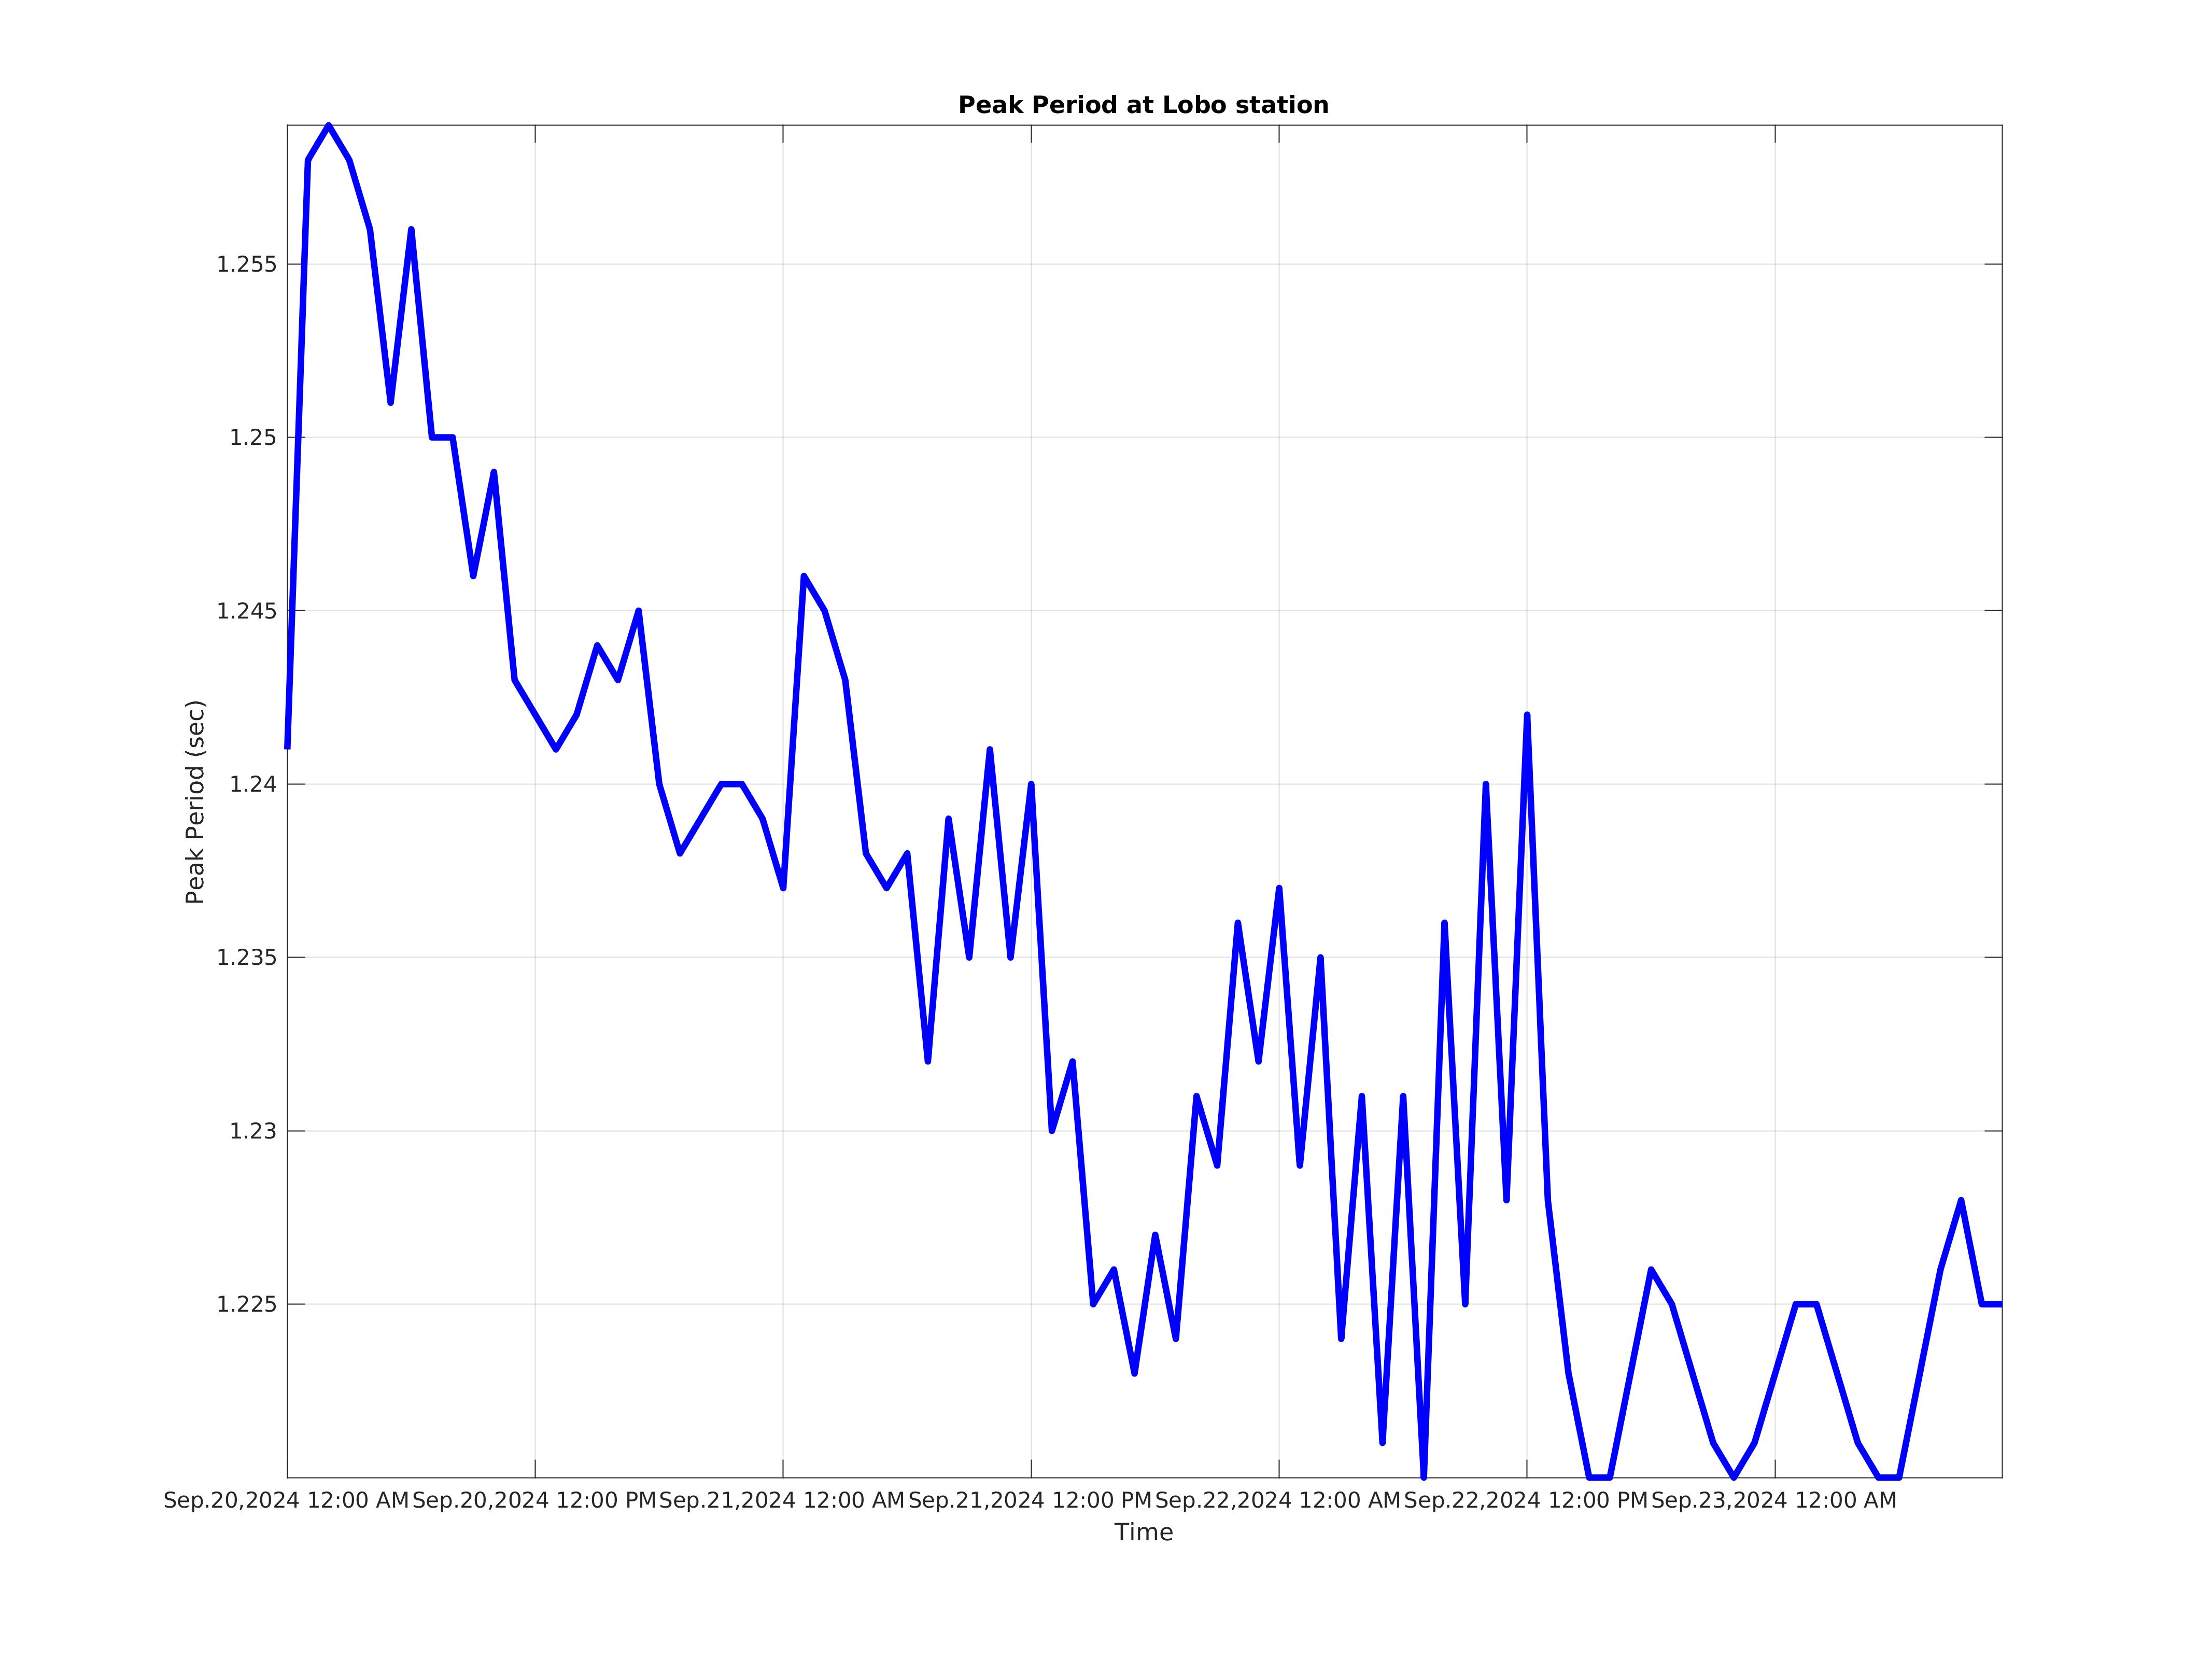 Peak Period at Lobo station
1.255
1.25
1.245
1.24
1.235
1.23
1.225
Peak Period (sec)
Sep.20,2024 12:00 AM Sep.20,2024 12:00 PM Sep.21,2024 12:00 AM Sep.21,2024 12:00 PM Sep.22,2024 12:00 AM Sep.22,2024 12:00 PM Sep.23,2024 12:00 AM
Time